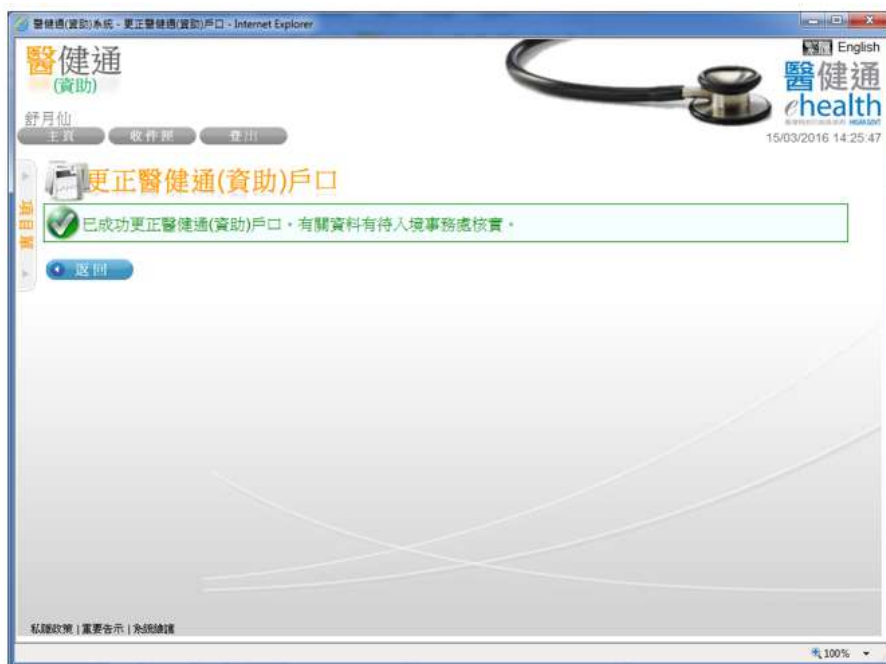 醫健通(資助)系統 - 更正醫健通(資助)戶口 - Internet Explorer
English
醫健通
(資助)
醫健通
ehealth
舒月仙
主頁 收件匣 登出
15/03/2016 14:25:47
更正醫健通(資助)戶口
項目單
已成功更正醫健通(資助)戶口。有關資料有待入境事務處核實。
返回
私隱政策 | 重要告示 | 系統維護
100%